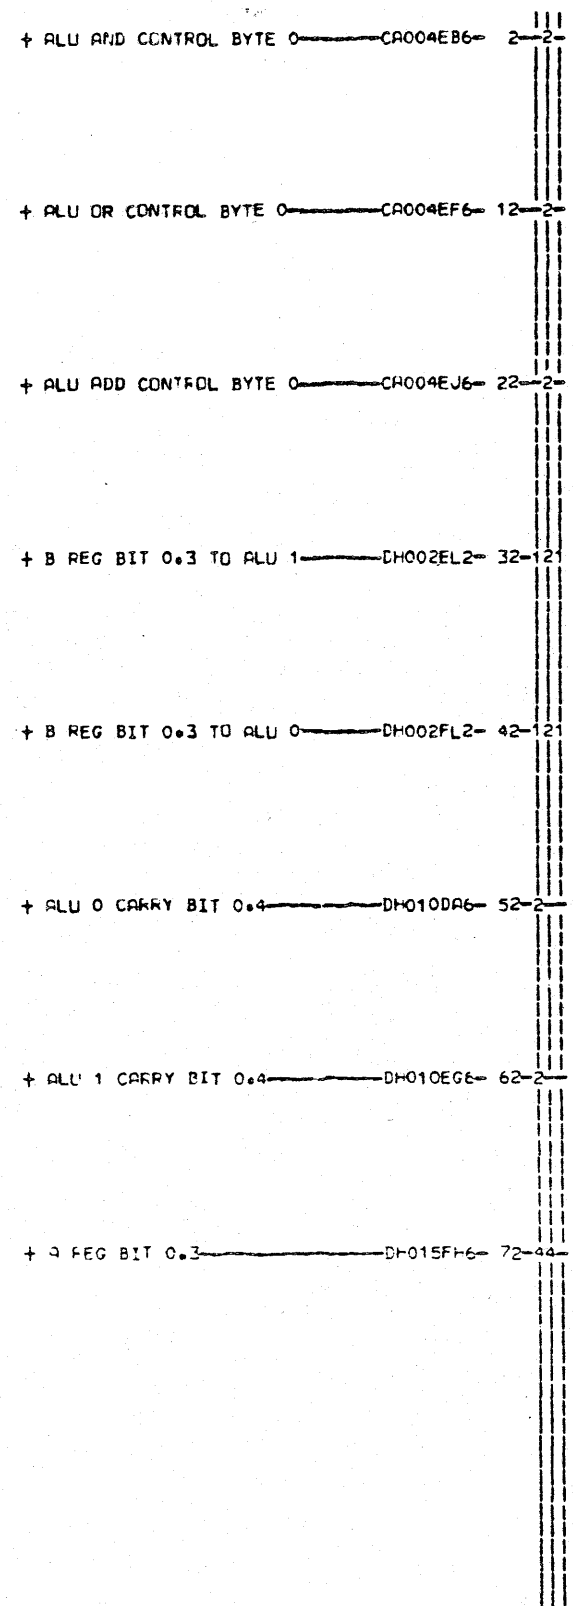 + ALU AND CONTROL BYTE 0 CA004EB6- 2--2-
+ ALU OR CONTROL BYTE 0 CA004EF6- 12--2-
+ ALU ADD CONTROL BYTE 0 CA004EJ6- 22--2-
+ B REG BIT 0.3 TO ALU 1 DH002EL2- 32-121
+ B REG BIT 0.3 TO ALU 0 DH002FL2- 42-121
+ ALU 0 CARRY BIT 0.4 DH010DA6- 52-2--
+ ALU 1 CARRY BIT 0.4 DH010EG6- 62-2--
+ A REG BIT 0.3 DH015FH6- 72-44-